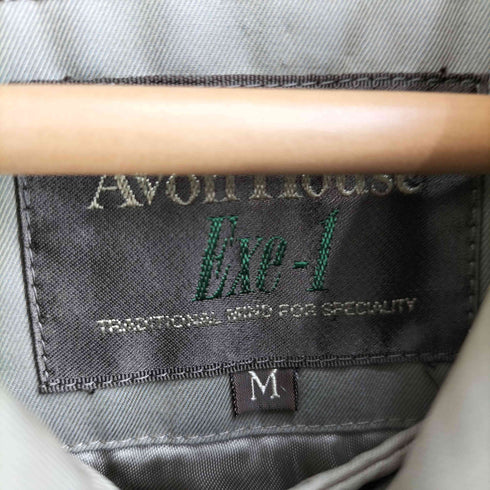 Avon House
Exe-1
TRADITIONAL MIND FOR SPECIALITY
M